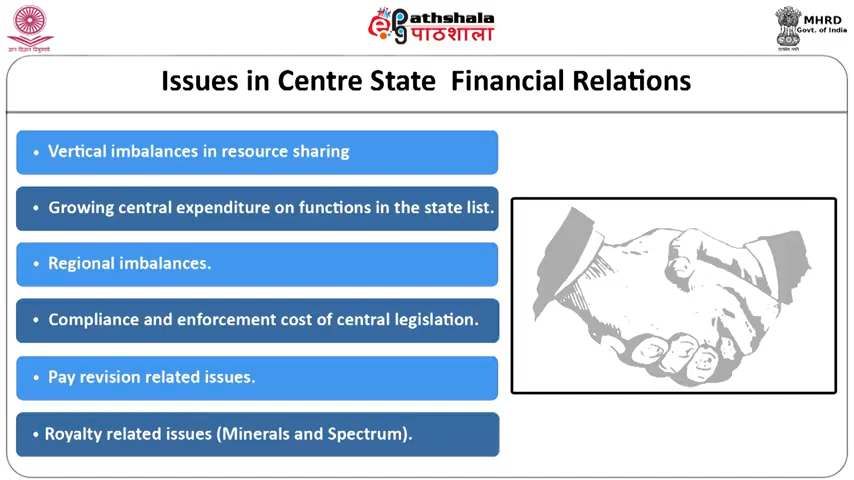 Pathshala
पाठशाला
MHRD
Govt. of India
Issues in Centre State Financial Relations
• Vertical imbalances in resource sharing
• Growing central expenditure on functions in the state list.
• Regional imbalances.
• Compliance and enforcement cost of central legislation.
• Pay revision related issues.
• Royalty related issues (Minerals and Spectrum).